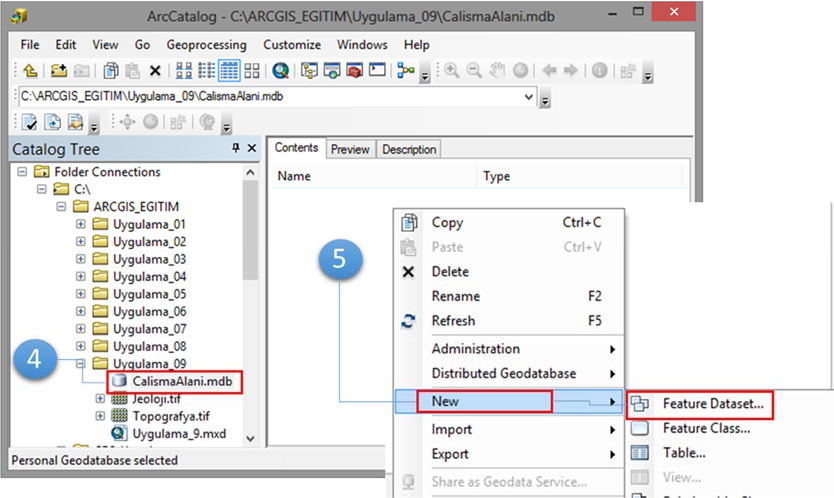 ArcCatalog - C:\ARCGIS_EGITIM\Uygulama_09\CalismaAlani.mdb
File Edit View Go Geoprocessing Customize Windows Help
C:\ARCGIS_EGITIM\Uygulama_09\CalismaAlani.mdb
Catalog Tree
Folder Connections
C:\
ARCGIS_EGITIM
Uygulama_01
Uygulama_02
Uygulama_03
Uygulama_04
Uygulama_05
Uygulama_06
Uygulama_07
Uygulama_08
Uygulama_09
4
CalismaAlani.mdb
Jeoloji.tif
Topografya.tif
Uygulama_9.mxd
Personal Geodatabase selected
Contents Preview Description
Name Type
5
Copy Ctrl+C
Paste Ctrl+V
Delete
Rename F2
Refresh F5
Administration
Distributed Geodatabase
New
Import
Export
Share as Geodata Service...
Feature Dataset...
Feature Class...
Table...
View...